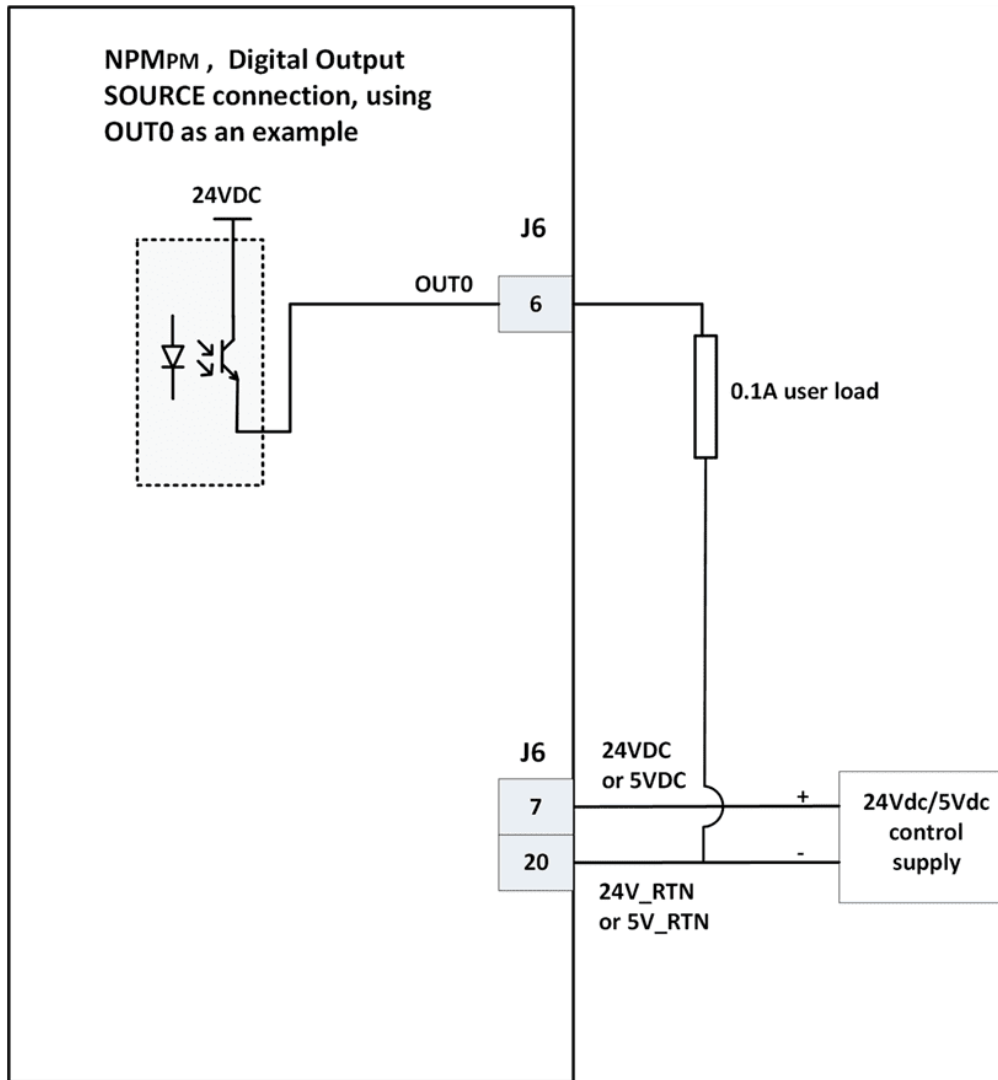 NPMPM , Digital Output
SOURCE connection, using
OUT0 as an example
24VDC
J6
OUT0
6
0.1A user load
J6
24VDC
or 5VDC
7
+
24Vdc/5Vdc
control
supply
20
-
24V_RTN
or 5V_RTN